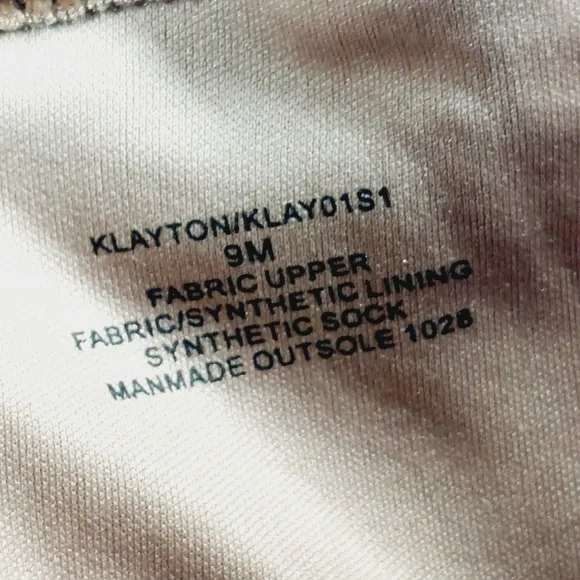 KLAYTON/KLAY01S1
9M
FABRIC UPPER
FABRIC/SYNTHETIC LINING
SYNTHETIC SOCK
MANMADE OUTSOLE 1028